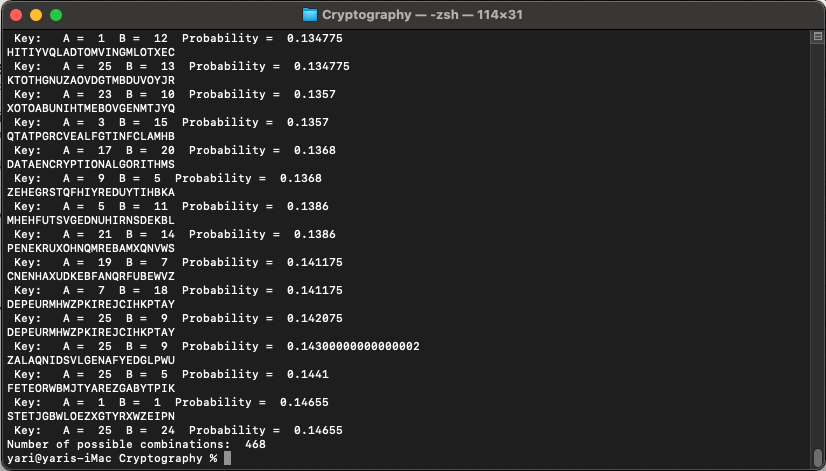 Cryptography — -zsh — 114×31
Key: A = 1 B = 12 Probability = 0.134775
HITIYVQLADTOMVINGMLOTXEC
Key: A = 25 B = 13 Probability = 0.134775
KTOTHGNUZAOVDGTMBDUVOYJR
Key: A = 23 B = 10 Probability = 0.1357
XOTOABUNIHTMEBOVGENMTJYQ
Key: A = 3 B = 15 Probability = 0.1357
QTATPGRCVEALFGTINFCLAMHB
Key: A = 17 B = 20 Probability = 0.1368
DATAENCRYPTIONALGORITHMS
Key: A = 9 B = 5 Probability = 0.1368
ZEHEGRSTQFHIYREDUYTIHBKA
Key: A = 5 B = 11 Probability = 0.1386
MHEHFUTSVGEDNUHIRNSDEKBL
Key: A = 21 B = 14 Probability = 0.1386
PENEKRUXOHNQMREBAMXQNVWS
Key: A = 19 B = 7 Probability = 0.141175
CNENHAXUDKEBFANQRFUBEWVZ
Key: A = 7 B = 18 Probability = 0.141175
DEPEURMHWZPKIREJCIHKPTAY
Key: A = 25 B = 9 Probability = 0.142075
DEPEURMHWZPKIREJCIHKPTAY
Key: A = 25 B = 9 Probability = 0.14300000000000002
ZALAQNIDSVLGENAFYEDGLPWU
Key: A = 25 B = 5 Probability = 0.1441
FETEORWBMJTYAREZGABYTPIK
Key: A = 1 B = 1 Probability = 0.14655
STETJGBWLOEZXGTYRXWZEIPN
Key: A = 25 B = 24 Probability = 0.14655
Number of possible combinations: 468
yari@yaris-iMac Cryptography %